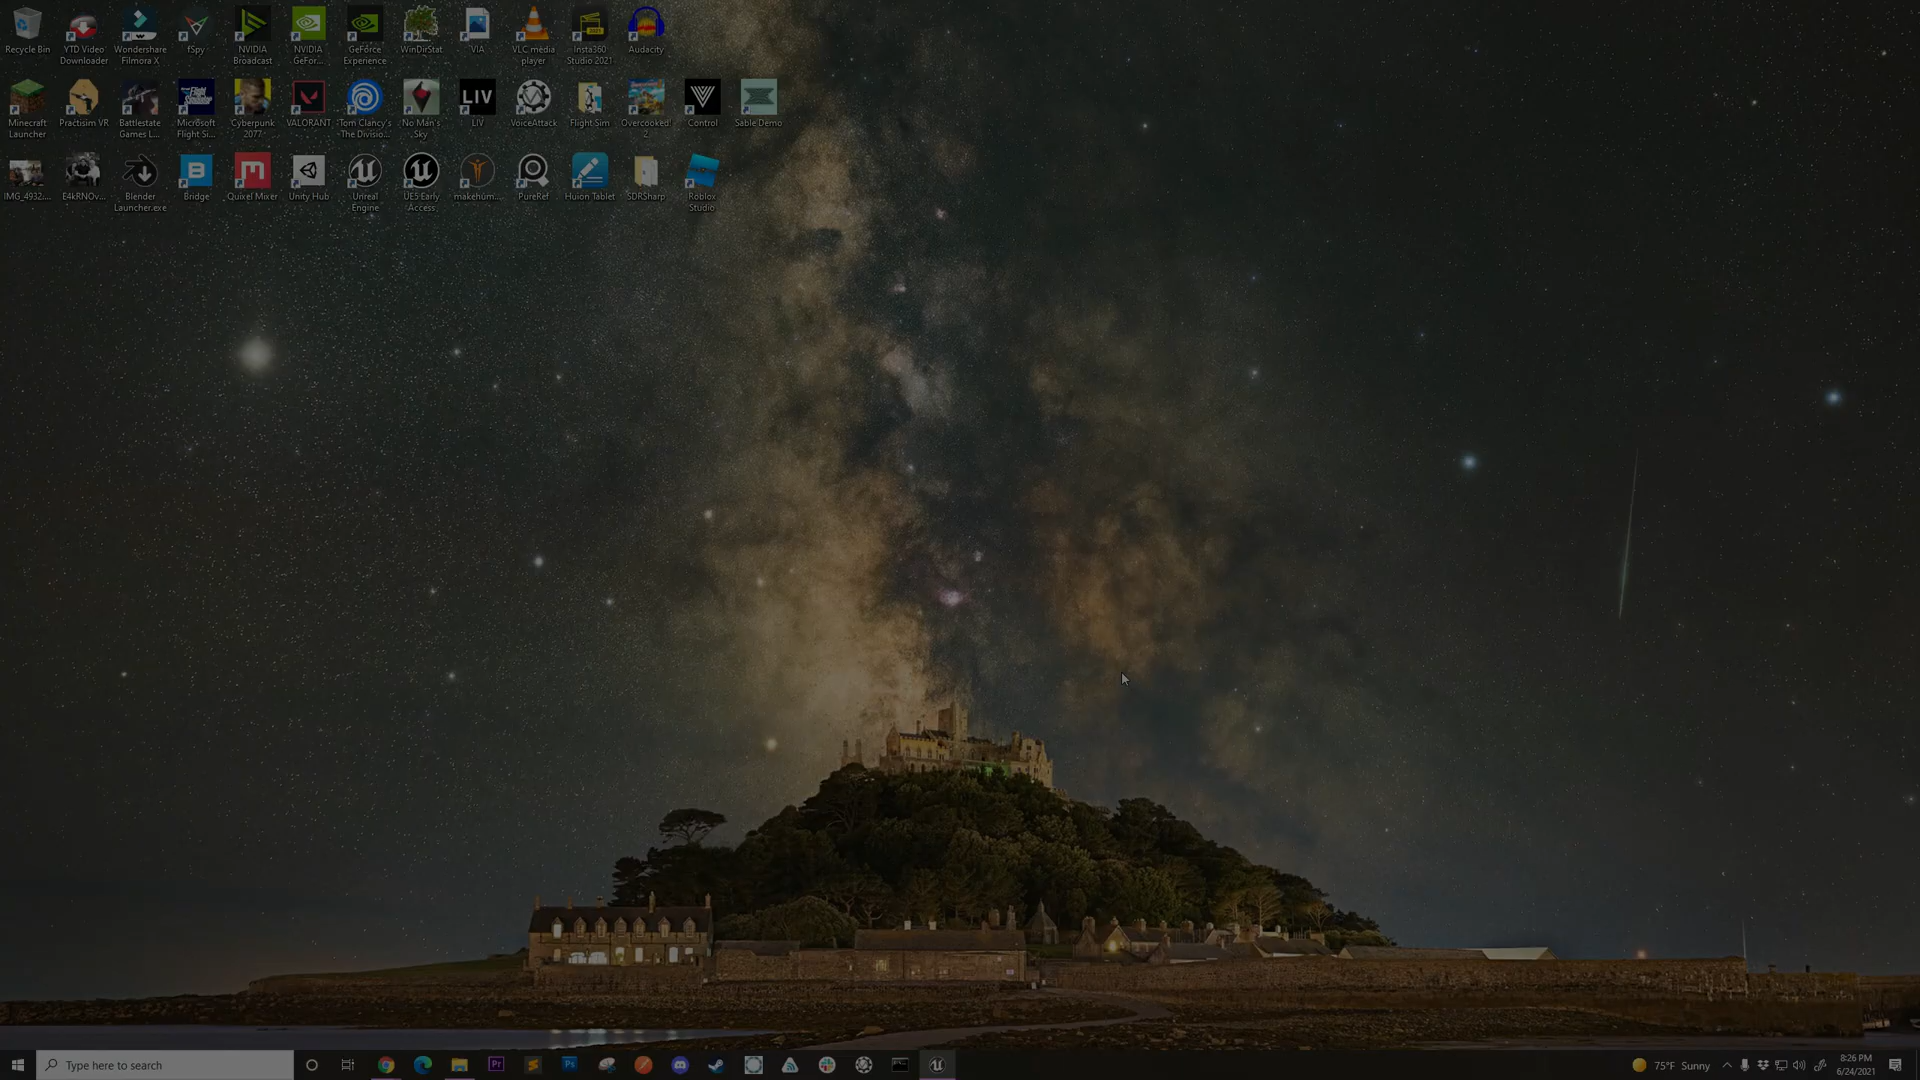 Recycle Bin
YTD Video
Downloader
Wondershare
Filmora X
fSpy
NVIDIA
Broadcast
NVIDIA
GeFor...
GeForce
Experience
WinDirStat
VIA
VLC media
player
Insta360
Studio 2021
Audacity
Minecraft
Launcher
Practisim VR
Battlestate
Games L...
Microsoft
Flight Si...
Cyberpunk
2077
VALORANT
Tom Clancy's
The Divisio...
No Man's
Sky
LIV
LIV
VoiceAttack
Flight Sim
Overcooked!
2
Control
Sable Demo
IMG_4932....
E4kRNOv...
Blender
Launcher.exe
Bridge
Quixel Mixer
Unity Hub
Unreal
Engine
UE5 Early
Access
makehum...
PureRef
Huion Tablet
SDRSharp
Roblox
Studio
Type here to search
Pr
Ps
75°F Sunny
8:26 PM
6/24/2021